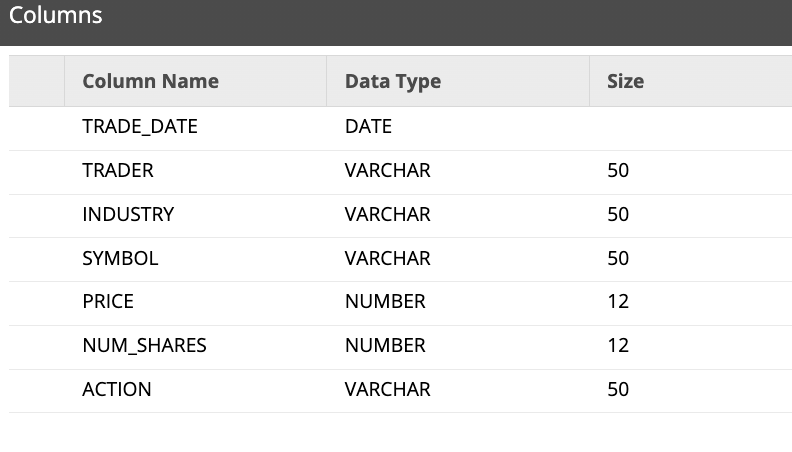 Columns
Column Name Data Type Size
TRADE_DATE DATE
TRADER VARCHAR 50
INDUSTRY VARCHAR 50
SYMBOL VARCHAR 50
PRICE NUMBER 12
NUM_SHARES NUMBER 12
ACTION VARCHAR 50